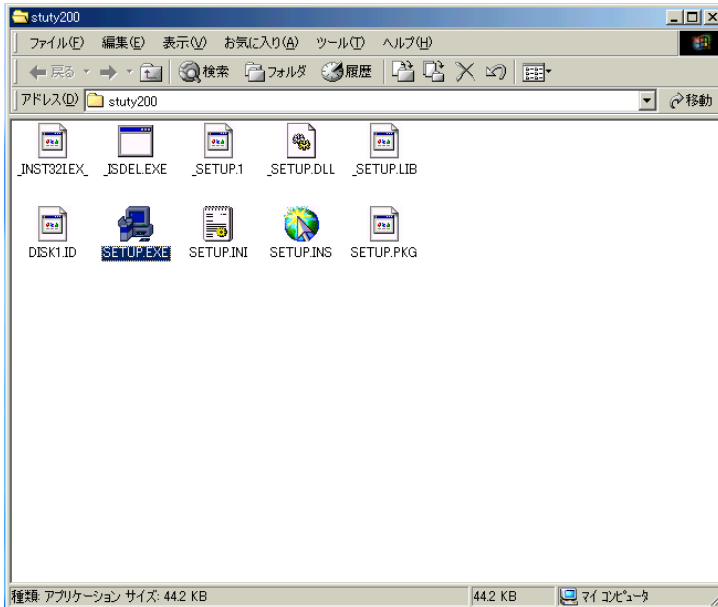 stuty200
ファイル(F) 編集(E) 表示(V) お気に入り(A) ツール(T) ヘルプ(H)
戻る 検索 フォルダ 履歴
アドレス(D) stuty200 移動
_INST32I.EX_ _ISDEL.EXE _SETUP.1 _SETUP.DLL _SETUP.LIB
DISK1.ID SETUP.EXE SETUP.INI SETUP.INS SETUP.PKG
種類: アプリケーション サイズ: 44.2 KB 44.2 KB マイ コンピュータ